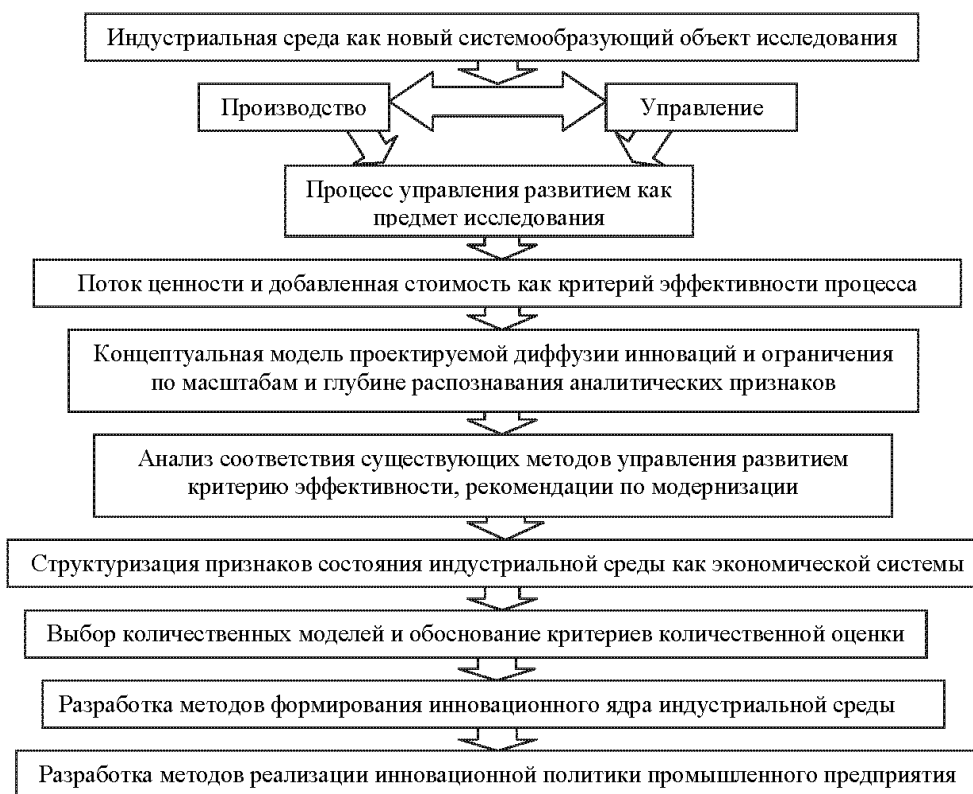 Индустриальная среда как новый системообразующий объект исследования
Производство
Управление
Процесс управления развитием как
предмет исследования
Поток ценности и добавленная стоимость как критерий эффективности процесса
Концептуальная модель проектируемой диффузии инноваций и ограничения
по масштабам и глубине распознавания аналитических признаков
Анализ соответствия существующих методов управления развитием
критерию эффективности, рекомендации по модернизации
Структуризация признаков состояния индустриальной среды как экономической системы
Выбор количественных моделей и обоснование критериев количественной оценки
Разработка методов формирования инновационного ядра индустриальной среды
Разработка методов реализации инновационной политики промышленного предприятия